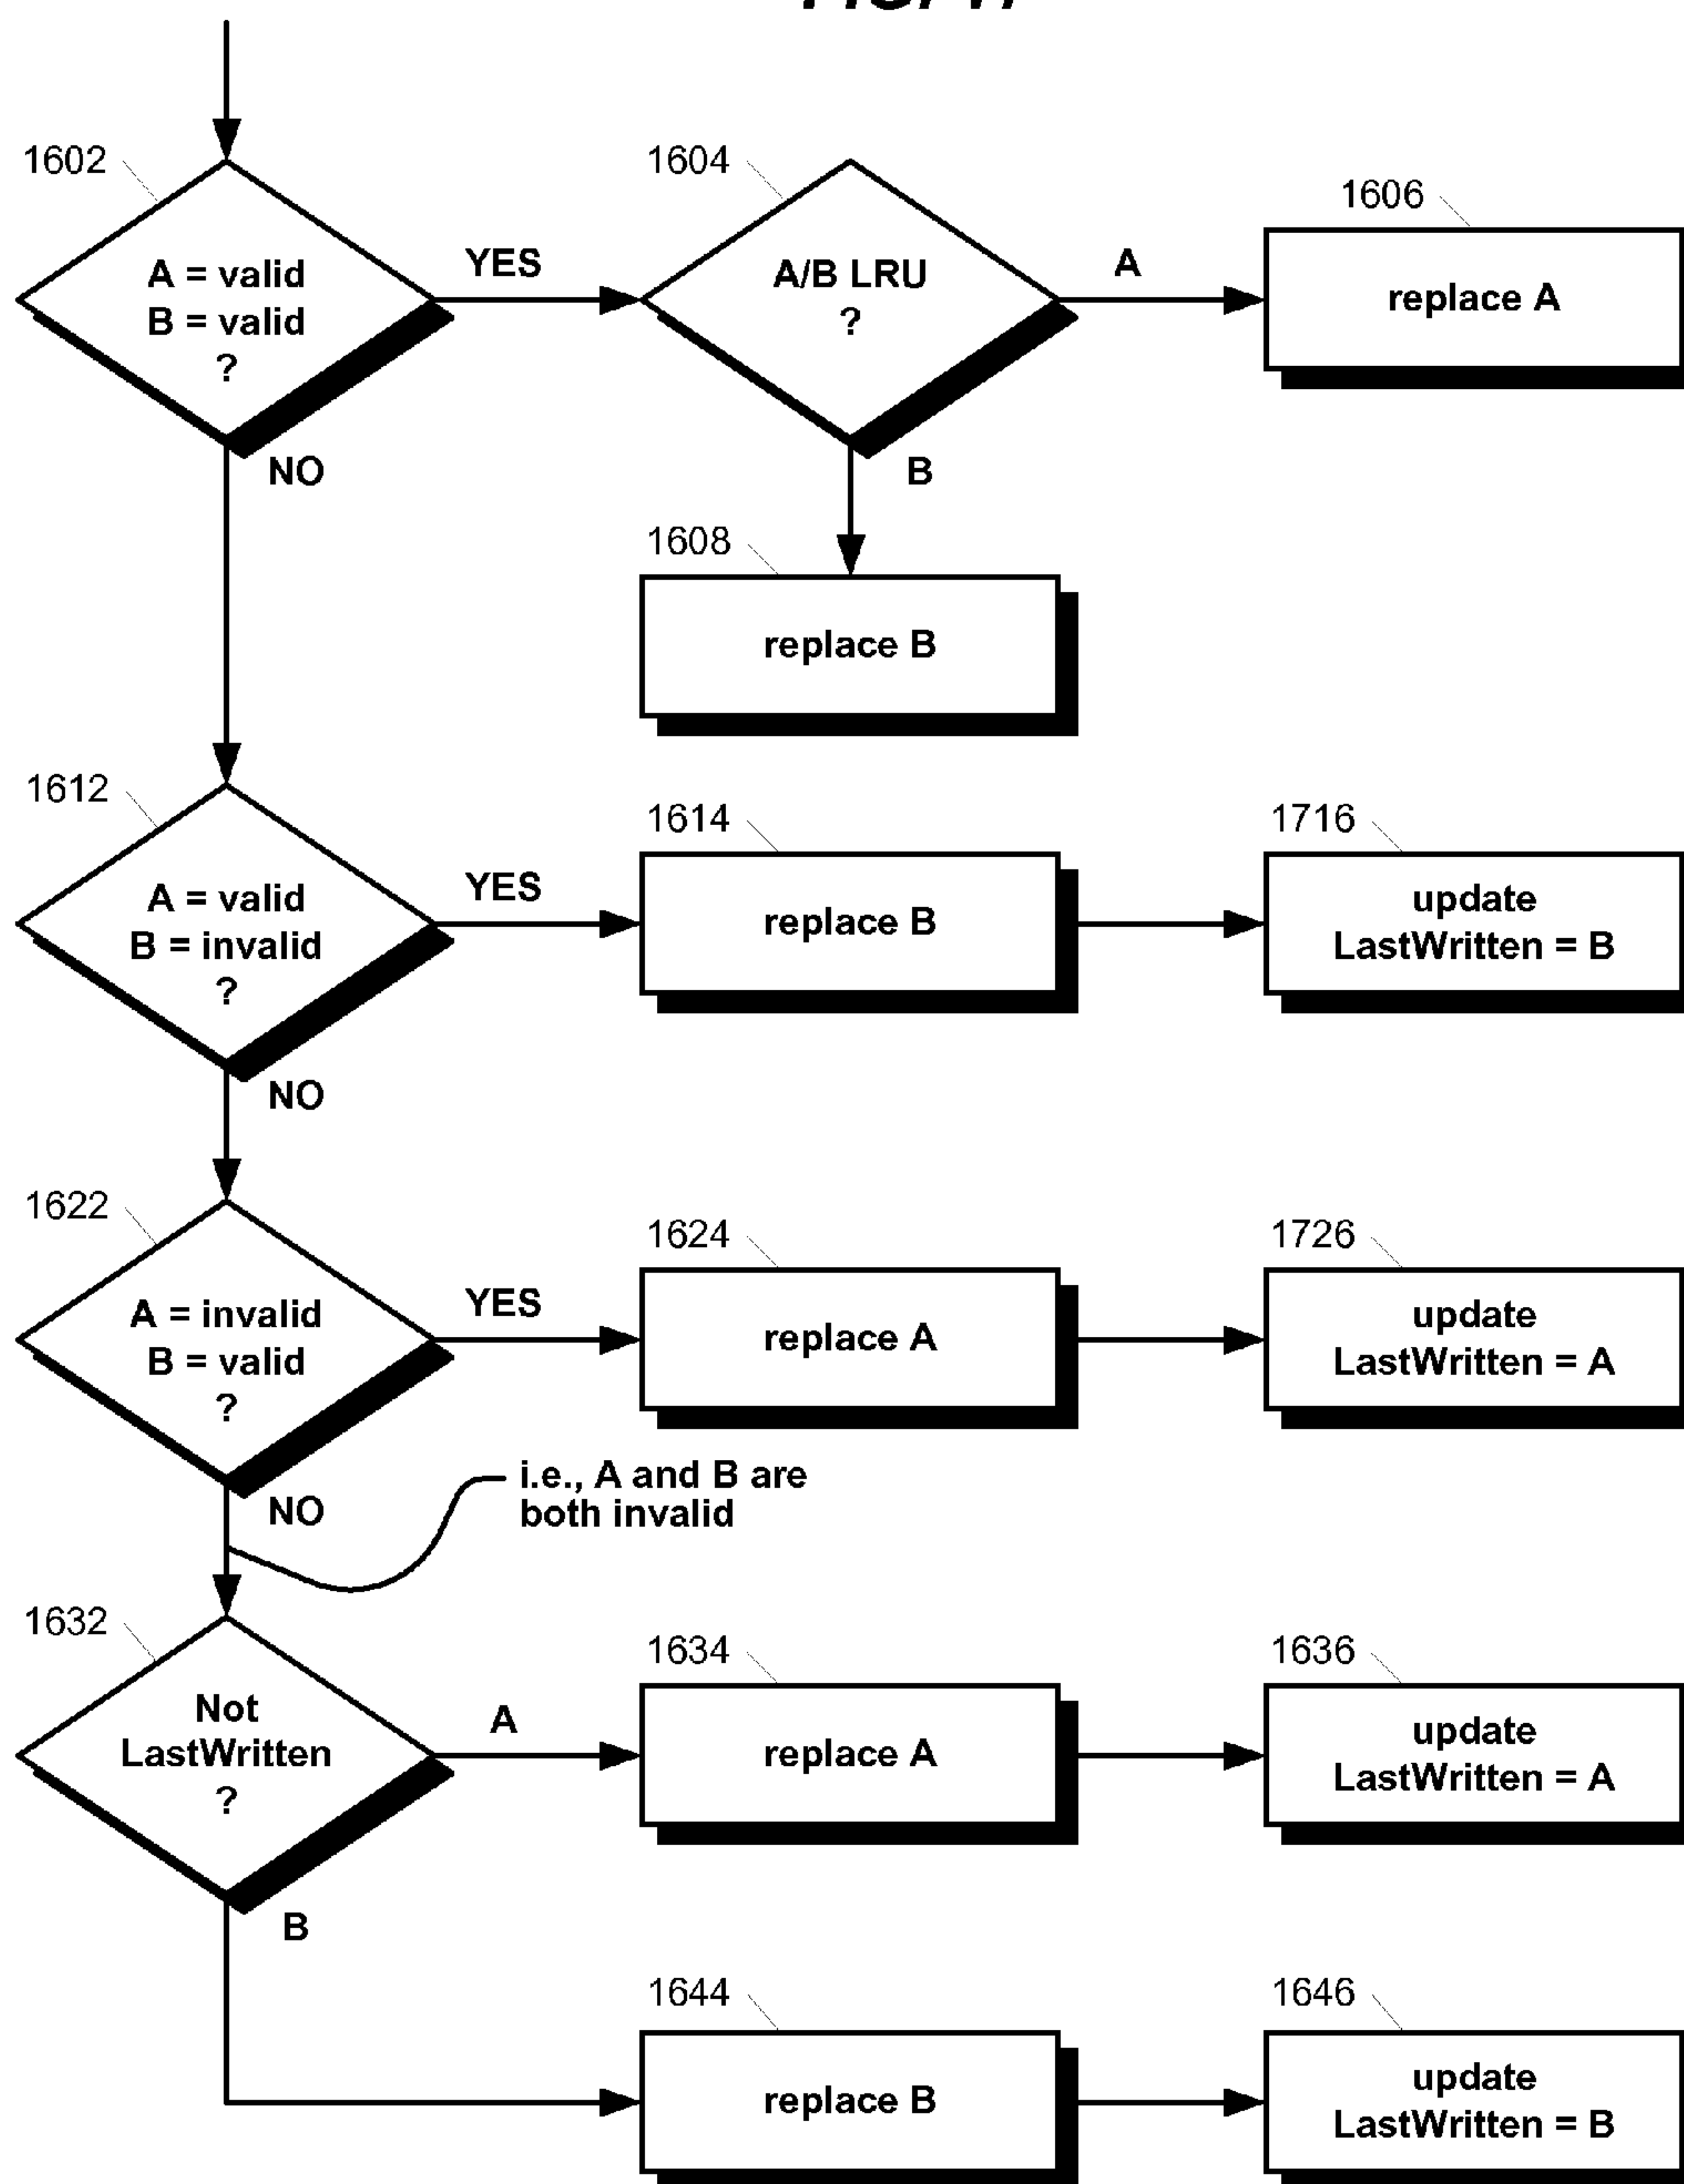 1602
A = valid
B = valid
?
YES
NO
1604
A/B LRU
?
A
B
1606
replace A
1608
replace B
1612
A = valid
B = invalid
?
YES
NO
1614
replace B
1716
update
LastWritten = B
1622
A = invalid
B = valid
?
YES
NO
1624
replace A
1726
update
LastWritten = A
i.e., A and B are
both invalid
1632
Not
LastWritten
?
A
B
1634
replace A
1636
update
LastWritten = A
1644
replace B
1646
update
LastWritten = B